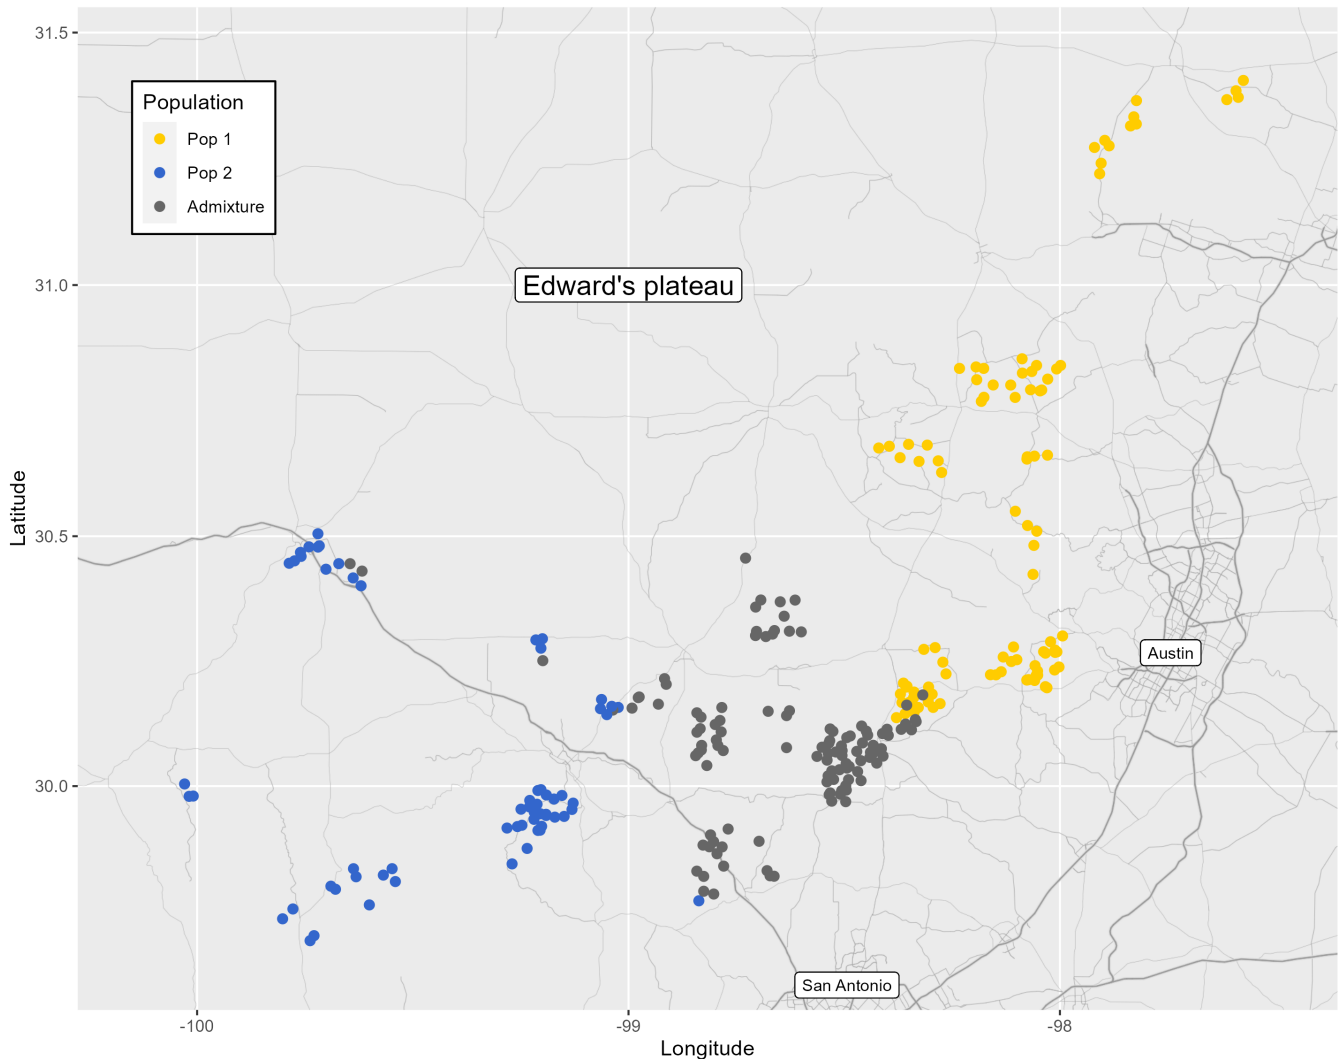 31.5
Population
Pop 1
Pop 2
Admixture
31.0
Edward's plateau
Latitude
30.5
Austin
30.0
San Antonio
-100
-99
-98
Longitude